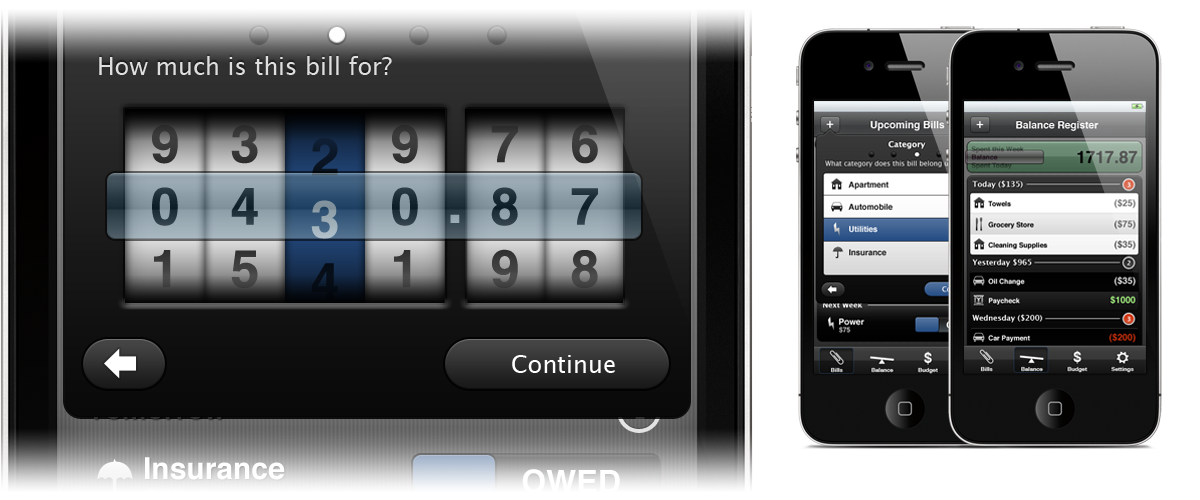 How much is this bill for?
9 3 2 9 7 6
0 4 3 0 . 8 7
1 5 4 1 9 8
Continue
Tomorrow
Insurance
OWED
Upcoming Bills
Category
What category does this bill belong
Apartment
Automobile
Utilities
Insurance
Next Week
Power
$75
Bills Balance Budget
Balance Register
Spent this Week
Balance
Spent Today
1717.87
Today ($135) 3
Towels ($25)
Grocery Store ($75)
Cleaning Supplies ($35)
Yesterday $965 2
Oil Change ($35)
Paycheck $1000
Wednesday ($200) 3
Car Payment ($200)
Bills Balance Budget Settings